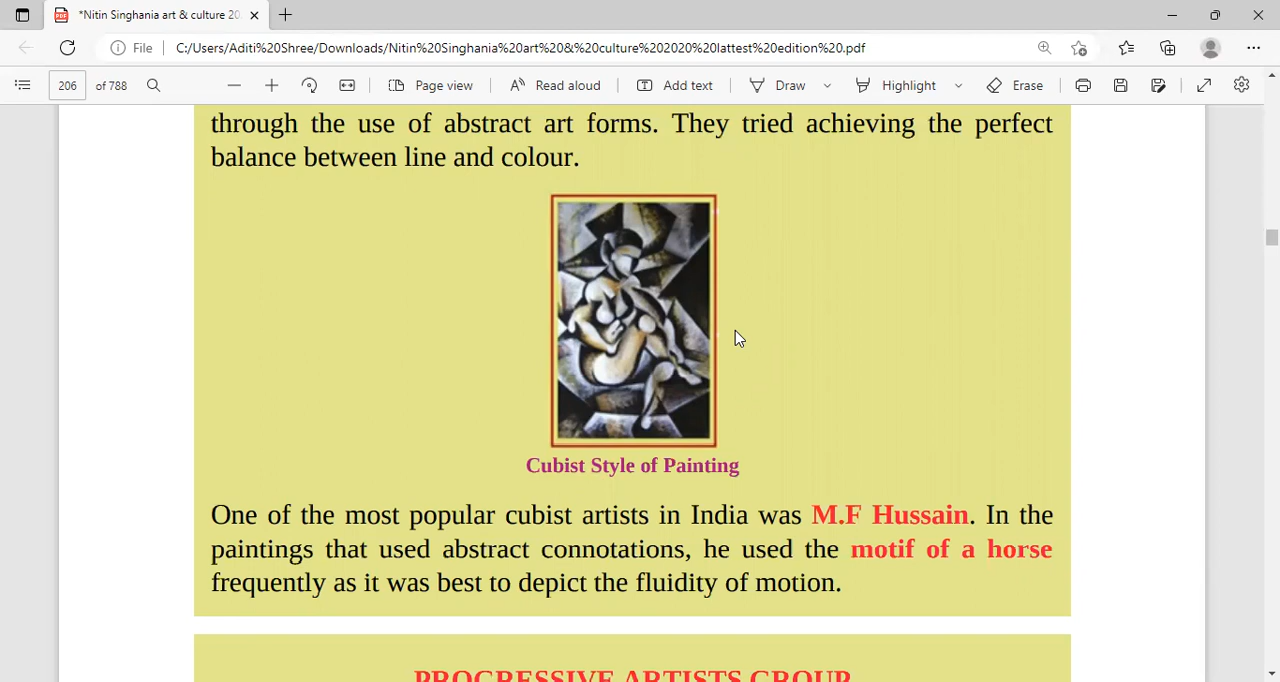 *Nitin Singhania art & culture 20
File C:/Users/Aditi%20Shree/Downloads/Nitin%20Singhania%20art%20&%20culture%202020%20lattest%20edition%20.pdf
206 of 788 Page view Read aloud Add text Draw Highlight Erase
through the use of abstract art forms. They tried achieving the perfect
balance between line and colour.
Cubist Style of Painting
One of the most popular cubist artists in India was M.F Hussain. In the
paintings that used abstract connotations, he used the motif of a horse
frequently as it was best to depict the fluidity of motion.
PROGRESSIVE ARTISTS GROUP